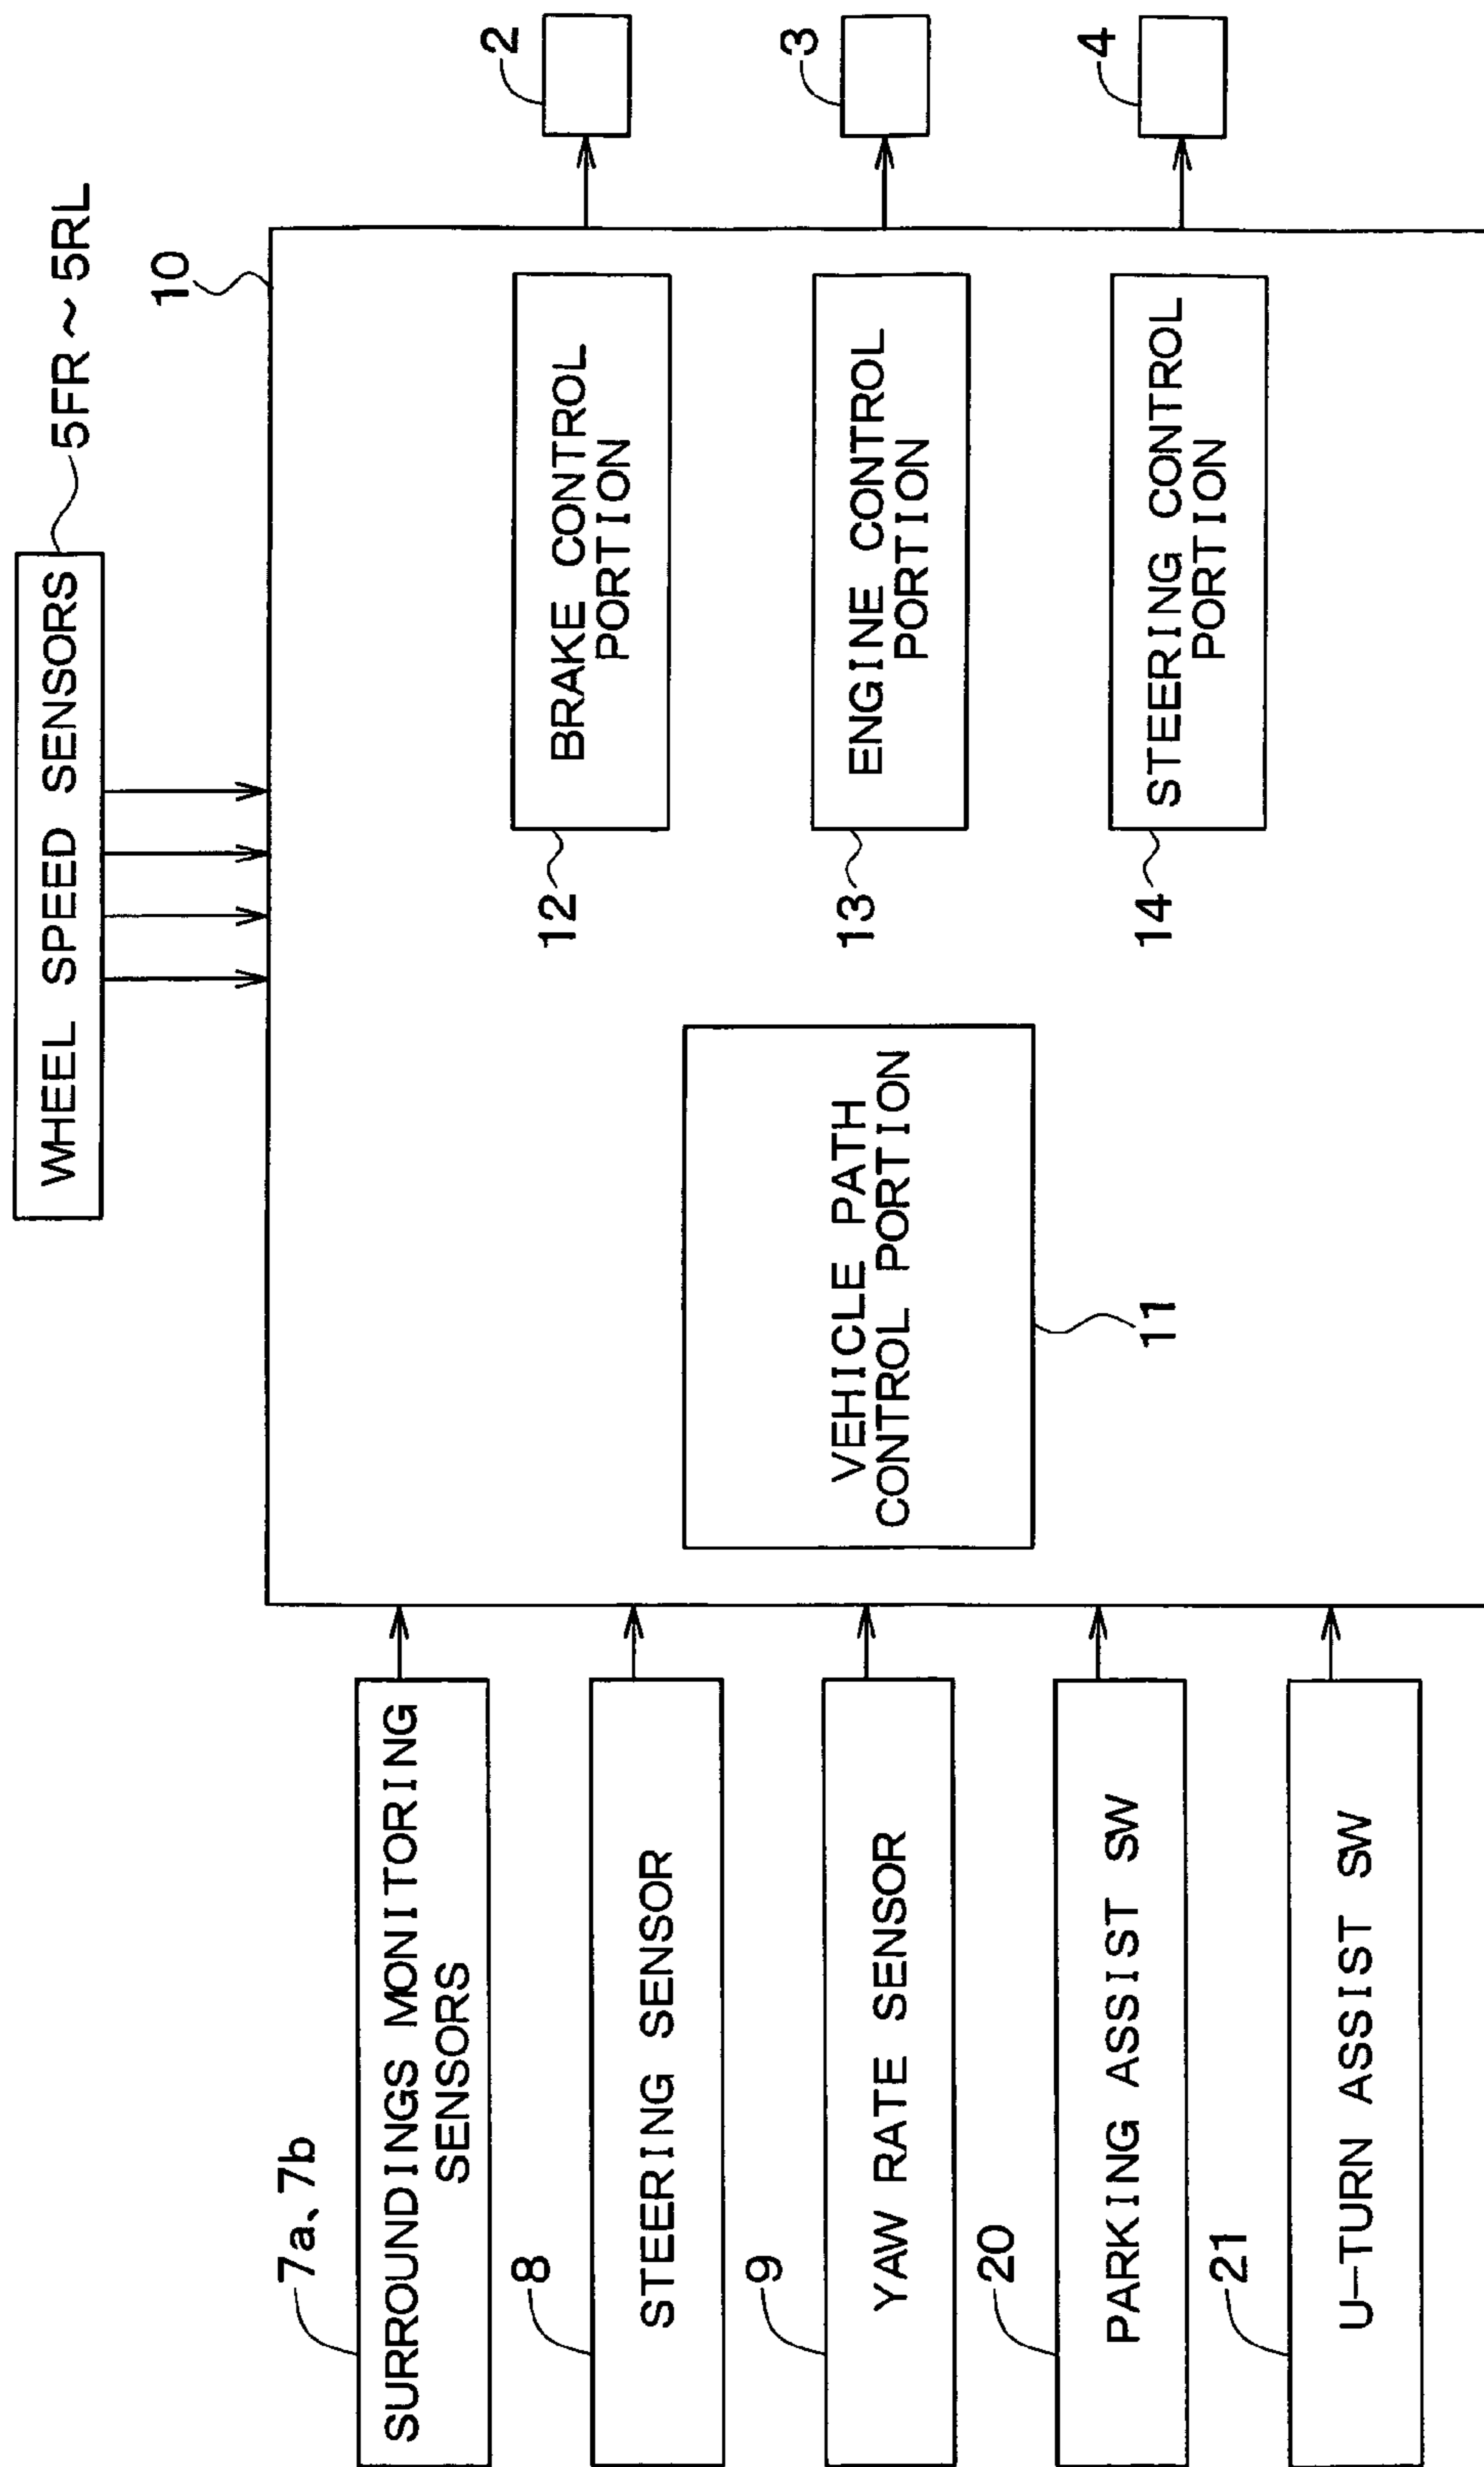 WHEEL SPEED SENSORS
5FR~5RL
10
7a、7b
SURROUNDINGS MONITORING
SENSORS
8
STEERING SENSOR
9
YAW RATE SENSOR
20
PARKING ASSIST SW
21
U-TURN ASSIST SW
VEHICLE PATH
CONTROL PORTION
11
12
BRAKE CONTROL
PORTION
13
ENGINE CONTROL
PORTION
14
STEERING CONTROL
PORTION
2
3
4